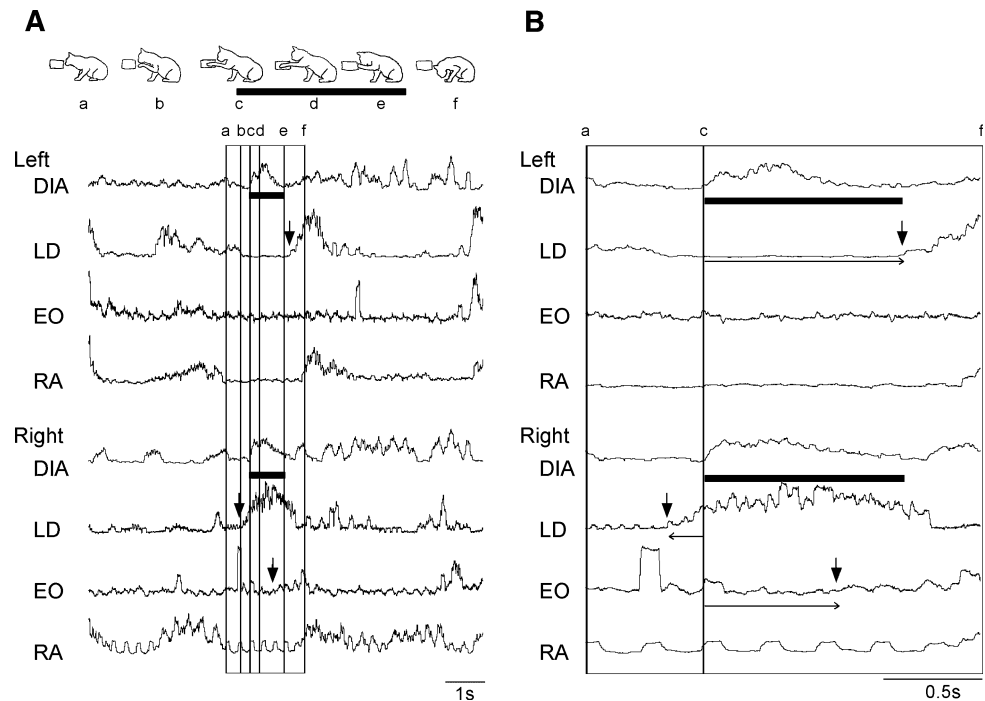 A
a b c d e f
a b c d e f
Left
DIA
LD
EO
RA
Right
DIA
LD
EO
RA
1s
B
a c f
Left
DIA
LD
EO
RA
Right
DIA
LD
EO
RA
0.5s